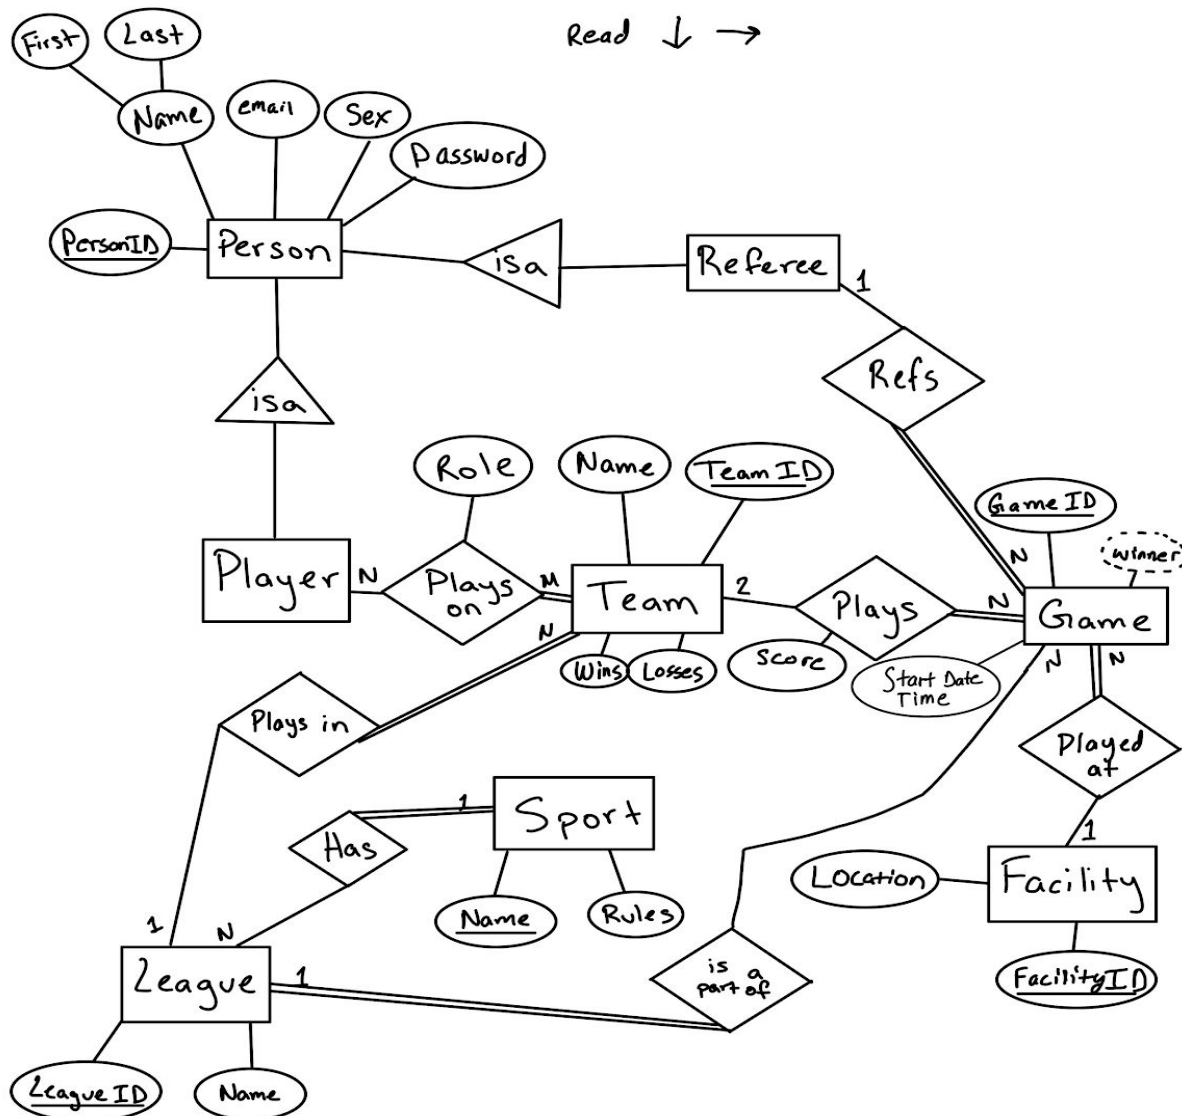 Read ↓ →
First
Last
Name
email
Sex
Password
PersonID
Person
isa
Referee
1
Refs
isa
Role
Name
Team ID
Game ID
N
winner
Player
N
Plays
on
M
Team
2
Plays
N
Game
N
Wins
Losses
Score
Start Date
Time
N
N
Plays in
Played
at
1
Sport
1
Has
Location
Facility
Name
Rules
1
N
League
1
is a
part of
FacilityID
League ID
Name